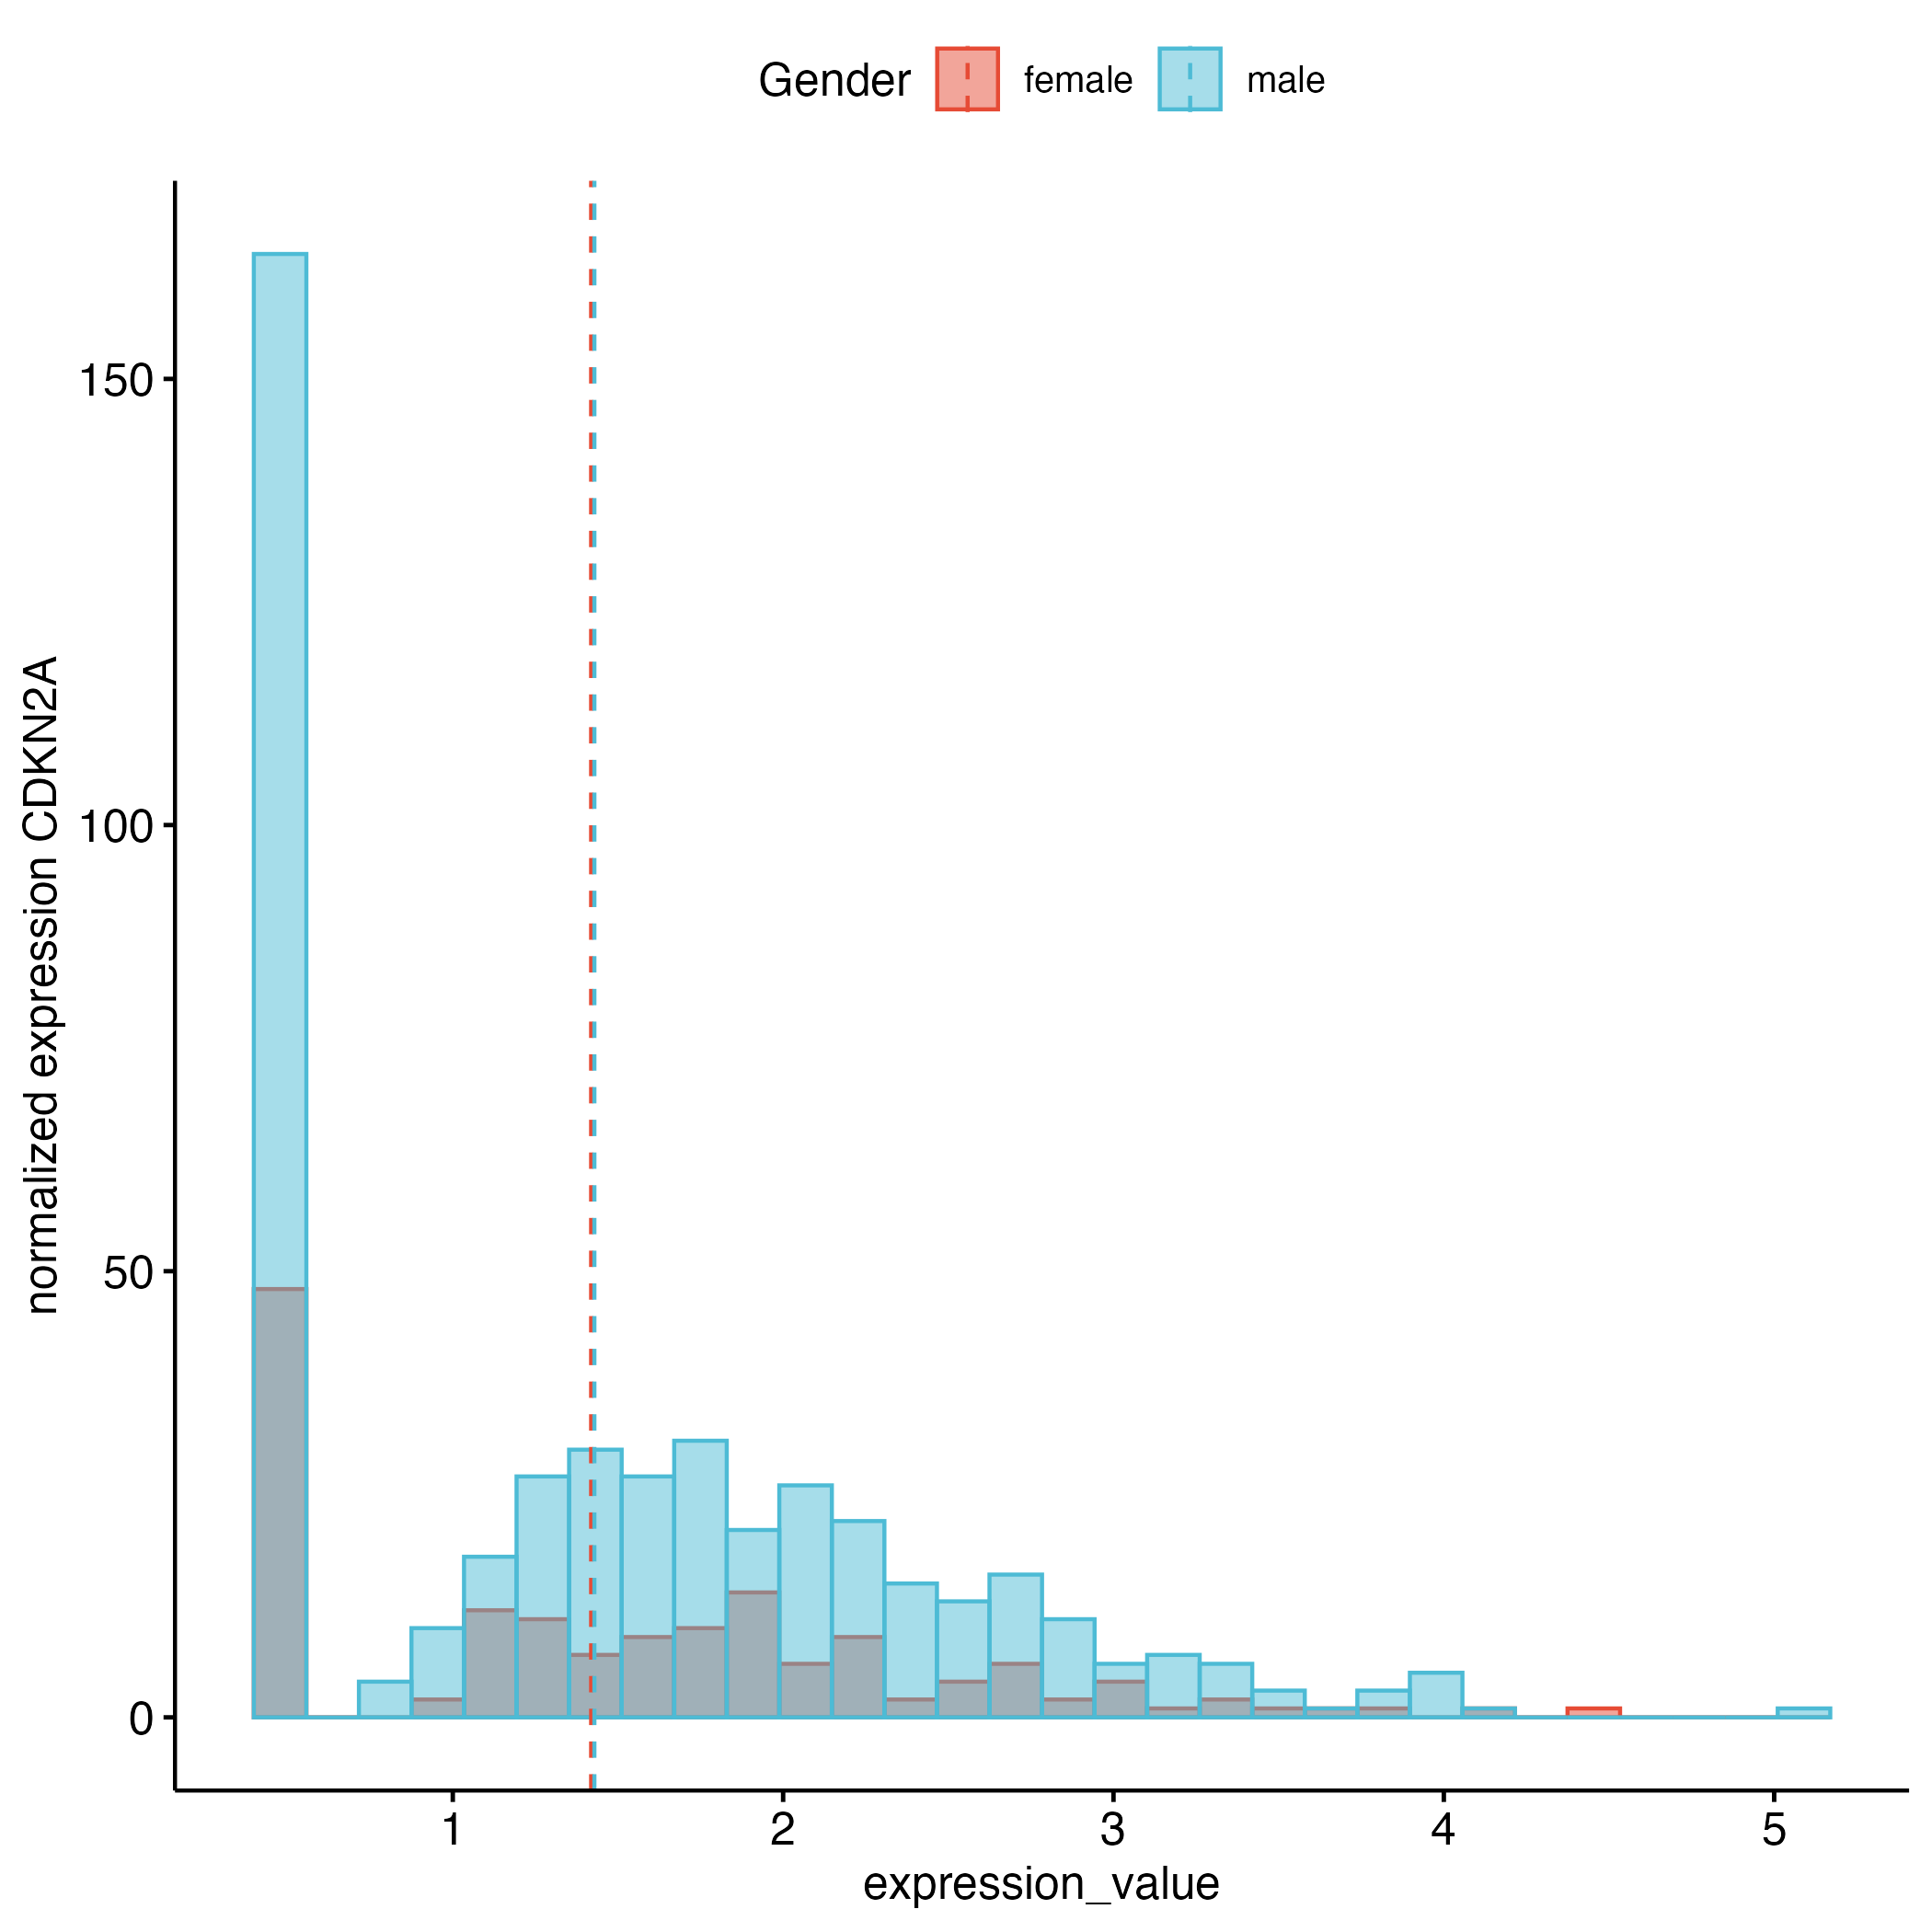 Gender female male
150
100
50
0
normalized expression CDKN2A
1 2 3 4 5
expression_value